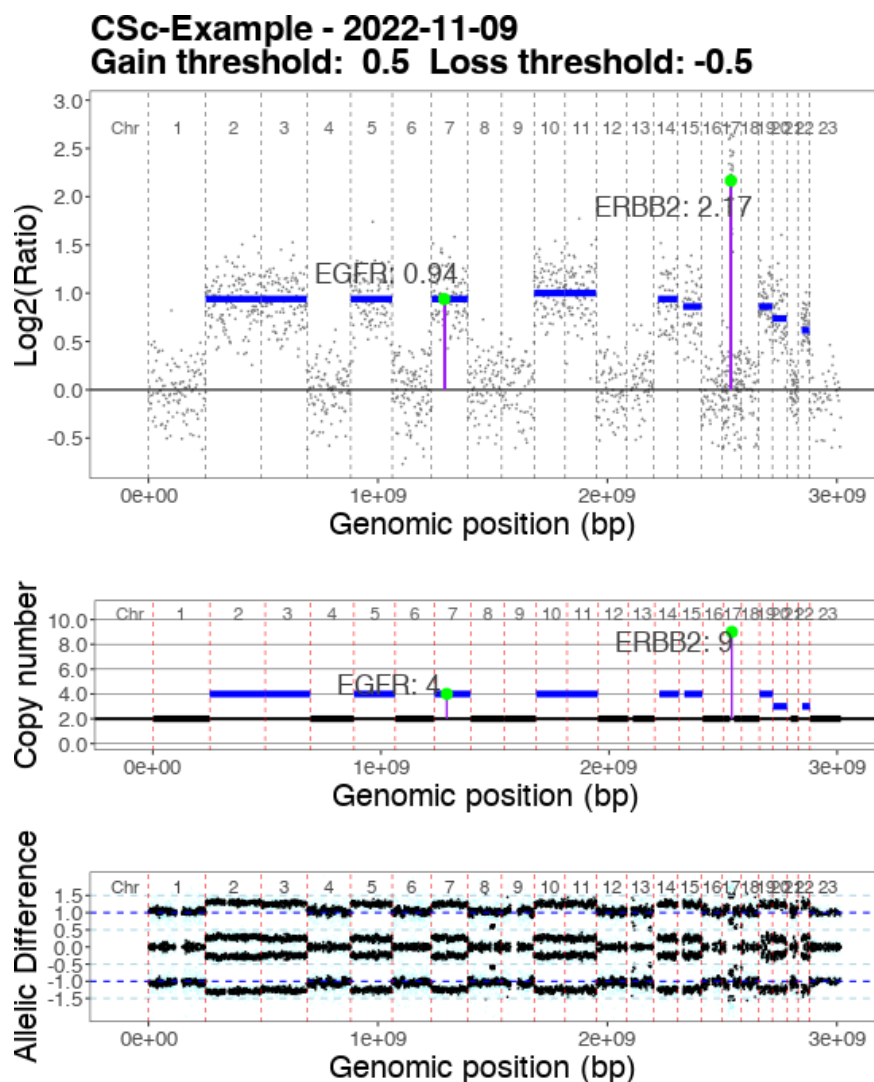 CSc-Example - 2022-11-09
Gain threshold:  0.5  Loss threshold: -0.5
Log2(Ratio)
3.0
2.5
2.0
1.5
1.0
0.5
0.0
-0.5
Chr 1 2 3 4 5 6 7 8 9 10 11 12 13 14 15 16 17 18 19 20 21 22 23
ERBB2: 2.17
EGFR: 0.94
0e+00 1e+09 2e+09 3e+09
Genomic position (bp)
Copy number
10.0
8.0
6.0
4.0
2.0
0.0
Chr 1 2 3 4 5 6 7 8 9 10 11 12 13 14 15 16 17 18 19 20 21 22 23
ERBB2: 9
EGFR: 4
0e+00 1e+09 2e+09 3e+09
Genomic position (bp)
Allelic Difference
1.5
1.0
0.5
0.0
-0.5
-1.0
-1.5
Chr 1 2 3 4 5 6 7 8 9 10 11 12 13 14 15 16 17 18 19 20 21 22 23
0e+00 1e+09 2e+09 3e+09
Genomic position (bp)